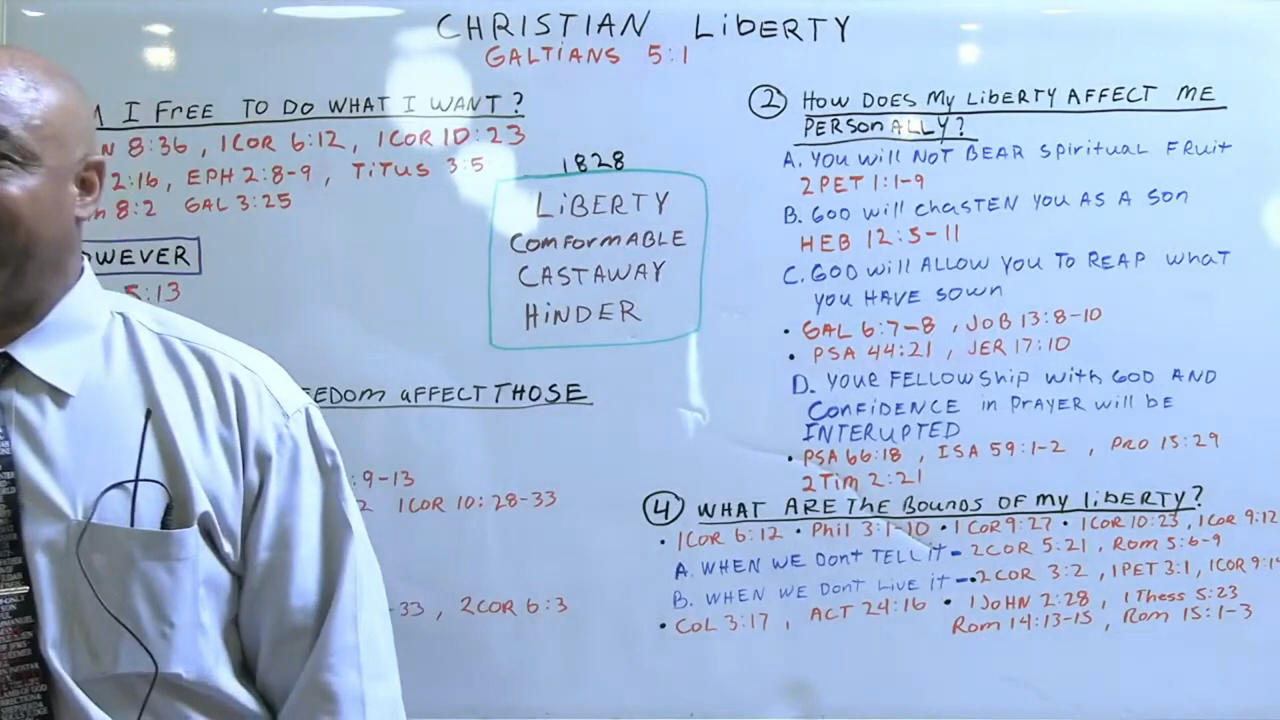 CHRISTIAN LIBERTY
GALTIANS 5:1
I FREE TO DO WHAT I WANT?
8:36, 1COR 6:12, 1COR 10:23
2:16, EPH 2:8-9, TITUS 3:5
8:2 GAL 3:25
WEVER
5:13
1828
LIBERTY
COMFORMABLE
CASTAWAY
HINDER
EEDOM AFFECT THOSE
9-13
2 1COR 10:28-33
-33, 2COR 6:3
2 HOW DOES MY LIBERTY AFFECT ME
PERSONALLY?
A. YOU WILL NOT BEAR SPIRITUAL FRUIT
2PET 1:1-9
B. GOD WILL CHASTEN YOU AS A SON
HEB 12:5-11
C. GOD WILL ALLOW YOU TO REAP WHAT
YOU HAVE SOWN
• GAL 6:7-8, JOB 13:8-10
• PSA 44:21, JER 17:10
D. YOUR FELLOWSHIP WITH GOD AND
CONFIDENCE IN PRAYER WILL BE
INTERUPTED
• PSA 66:18, ISA 59:1-2, PRO 15:29
2TIM 2:21
4 WHAT ARE THE BOUNDS OF MY LIBERTY?
• 1COR 6:12 • PHIL 3:1-10 • 1COR 9:27 • 1COR 10:23, 1COR 9:12
A. WHEN WE DONT TELL IT - 2COR 5:21, ROM 5:6-9
B. WHEN WE DONT LIVE IT - • 2COR 3:2, 1PET 3:1, 1COR 9:1
• COL 3:17, ACT 24:16 • 1JOHN 2:28, 1THESS 5:23
ROM 14:13-15, ROM 15:1-3